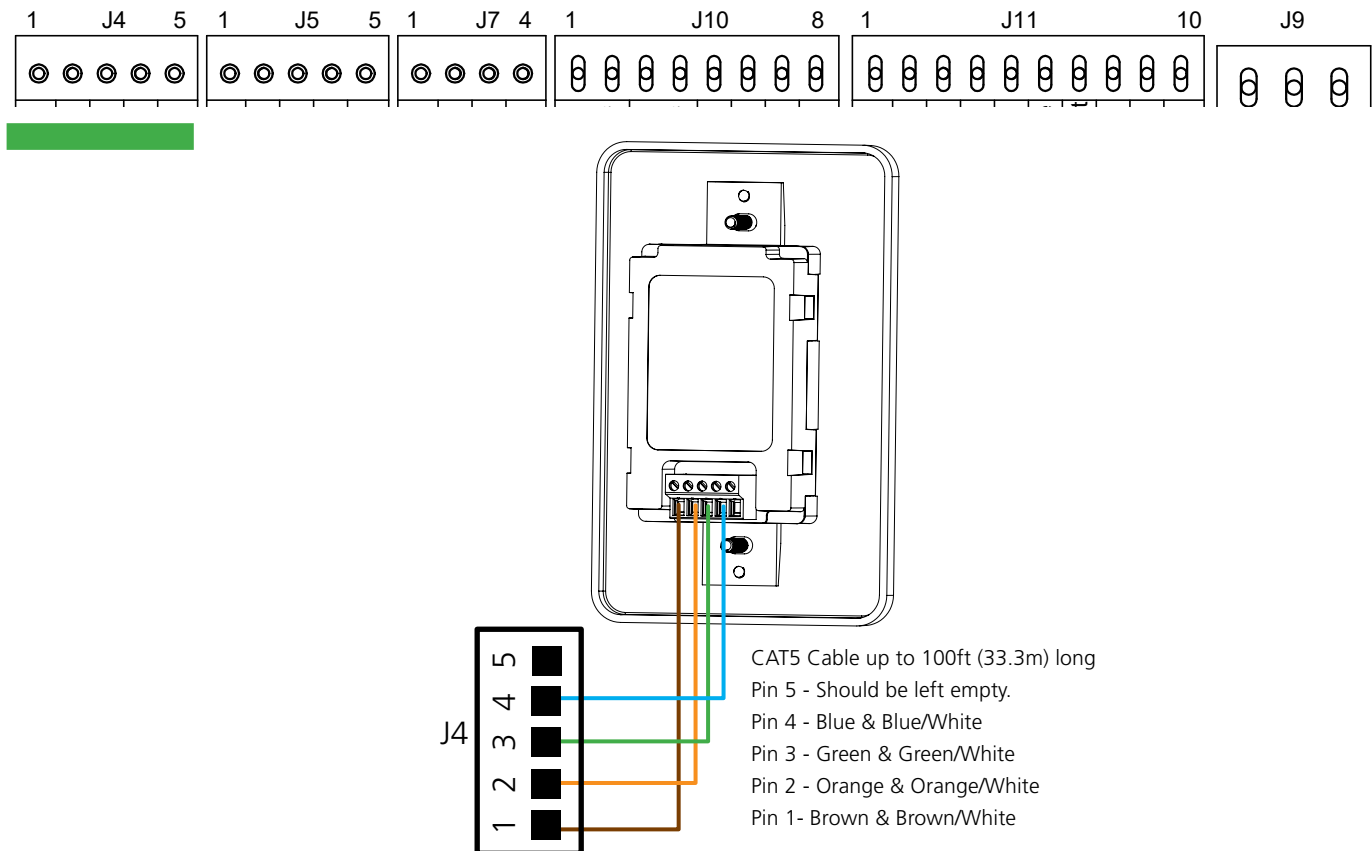 1 J4 5 1 J5 5 1 J7 4 1 J10 8 1 J11 10 J9
5
4
J4
3
2
1
CAT5 Cable up to 100ft (33.3m) long
Pin 5 - Should be left empty.
Pin 4 - Blue & Blue/White
Pin 3 - Green & Green/White
Pin 2 - Orange & Orange/White
Pin 1- Brown & Brown/White